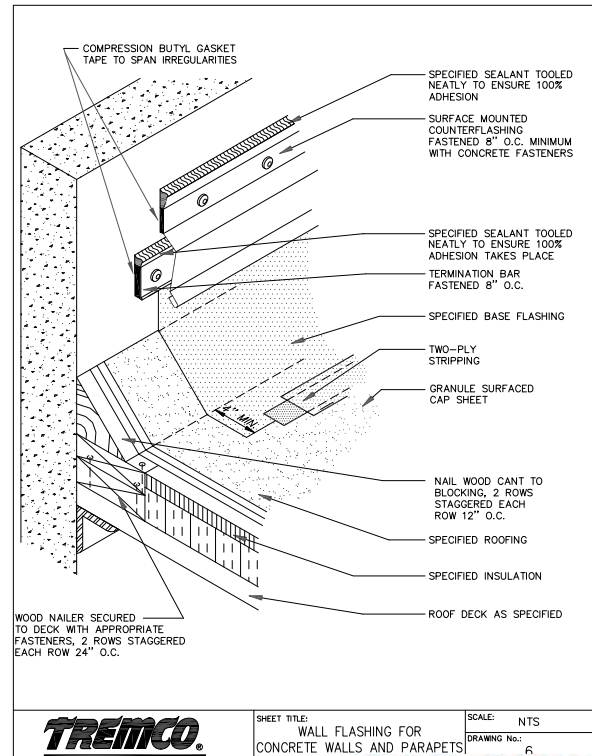 COMPRESSION BUTYL GASKET
TAPE TO SPAN IRREGULARITIES
SPECIFIED SEALANT TOOLED
NEATLY TO ENSURE 100%
ADHESION
SURFACE MOUNTED
COUNTERFLASHING
FASTENED 8" O.C. MINIMUM
WITH CONCRETE FASTENERS
SPECIFIED SEALANT TOOLED
NEATLY TO ENSURE 100%
ADHESION TAKES PLACE
TERMINATION BAR
FASTENED 8" O.C.
SPECIFIED BASE FLASHING
TWO-PLY
STRIPPING
GRANULE SURFACED
CAP SHEET
4" MIN.
NAIL WOOD CANT TO
BLOCKING, 2 ROWS
STAGGERED EACH
ROW 12" O.C.
SPECIFIED ROOFING
SPECIFIED INSULATION
ROOF DECK AS SPECIFIED
WOOD NAILER SECURED
TO DECK WITH APPROPRIATE
FASTENERS, 2 ROWS STAGGERED
EACH ROW 24" O.C.
TREMCO®
SHEET TITLE:
WALL FLASHING FOR
CONCRETE WALLS AND PARAPETS
SCALE: NTS
DRAWING No.:
6